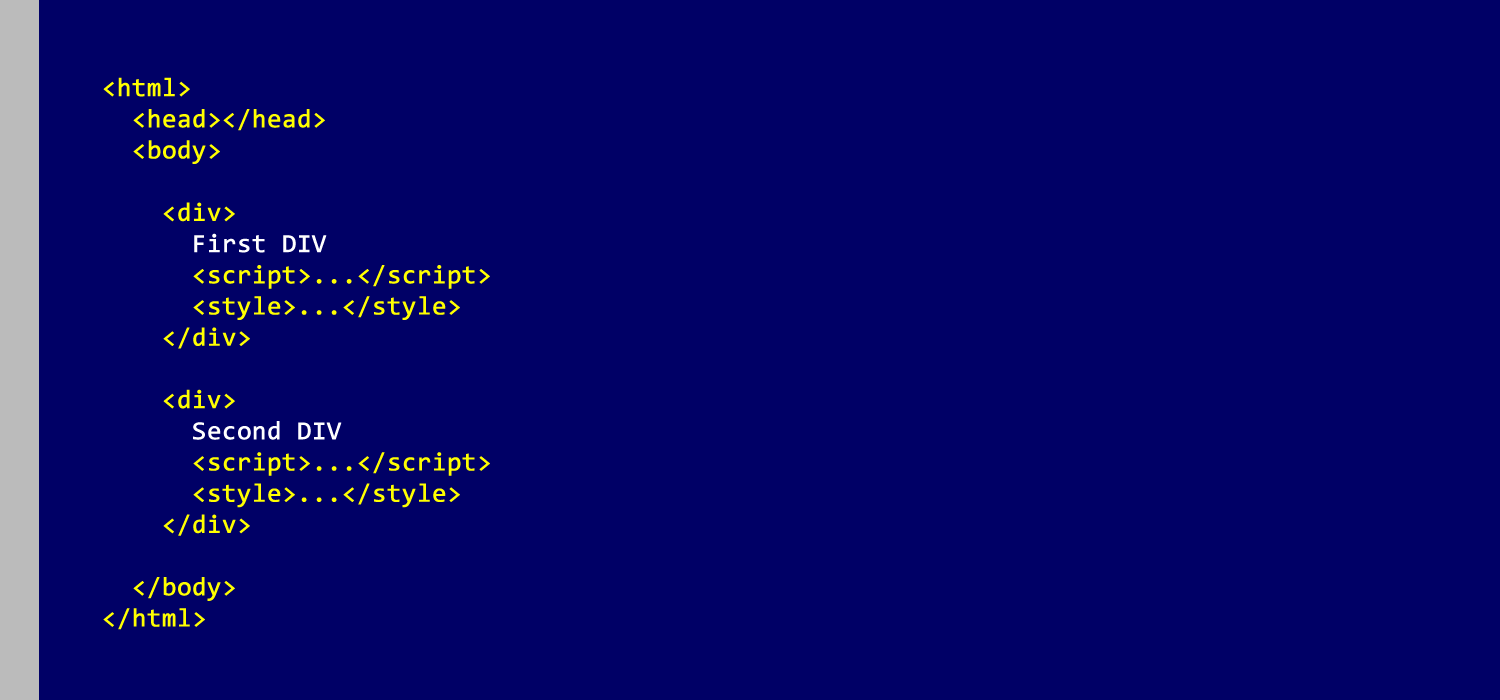 <html>
<head></head>
<body>
<div>
First DIV
<script>...</script>
<style>...</style>
</div>
<div>
Second DIV
<script>...</script>
<style>...</style>
</div>
</body>
</html>